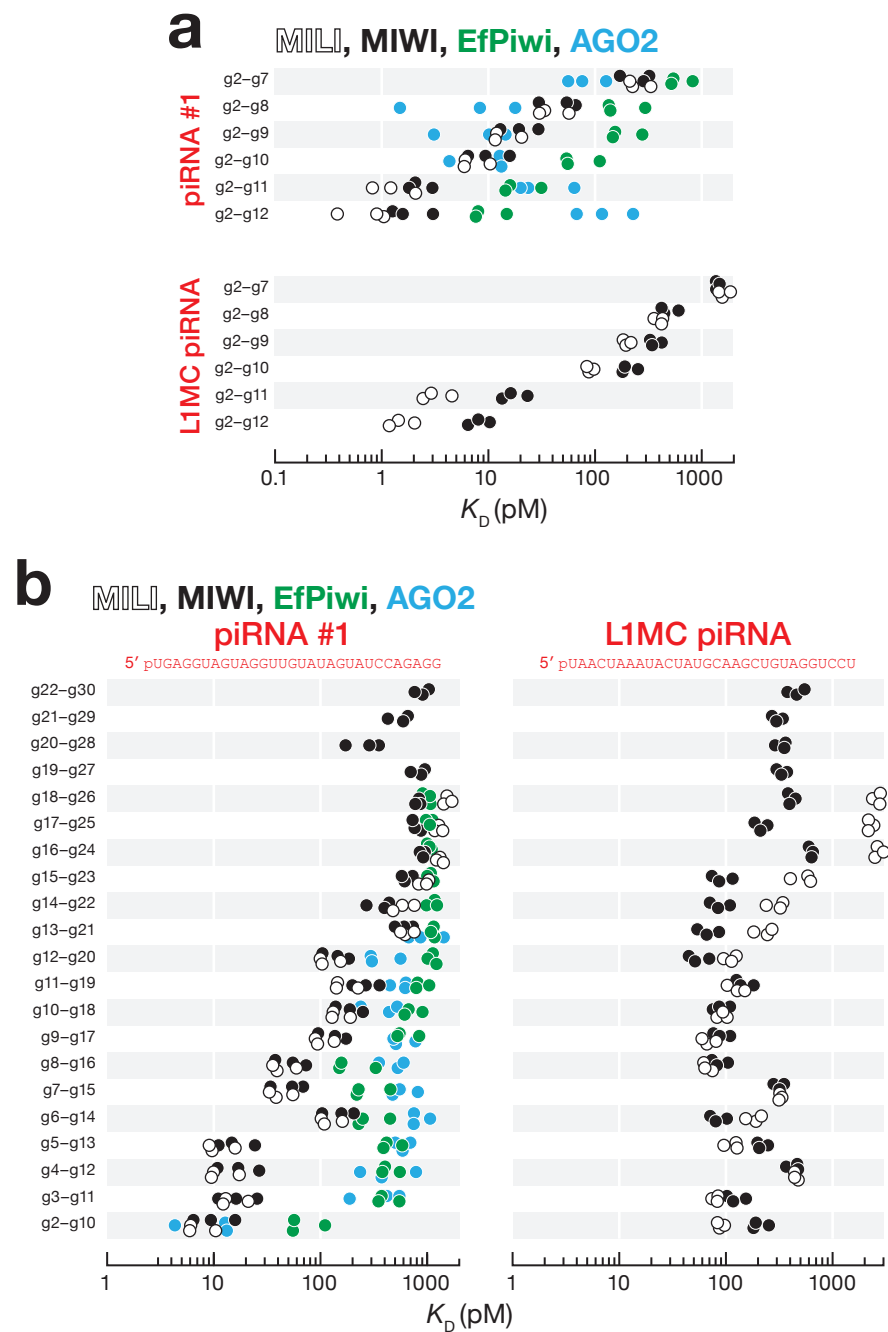 a
MILI, MIWI, EfPiwi, AGO2
piRNA #1
g2–g7
g2–g8
g2–g9
g2–g10
g2–g11
g2–g12
L1MC piRNA
g2–g7
g2–g8
g2–g9
g2–g10
g2–g11
g2–g12
0.1 1 10 100 1000
KD (pM)
b
MILI, MIWI, EfPiwi, AGO2
piRNA #1 L1MC piRNA
5′ pUGAGGUAGUAGGUUGUAUAGUAUCCAGAGG 5′ pUAACUAAAUACUAUGCAAGCUGUAGGUCCU
g22–g30
g21–g29
g20–g28
g19–g27
g18–g26
g17–g25
g16–g24
g15–g23
g14–g22
g13–g21
g12–g20
g11–g19
g10–g18
g9–g17
g8–g16
g7–g15
g6–g14
g5–g13
g4–g12
g3–g11
g2–g10
1 10 100 1000 1 10 100 1000
KD (pM)